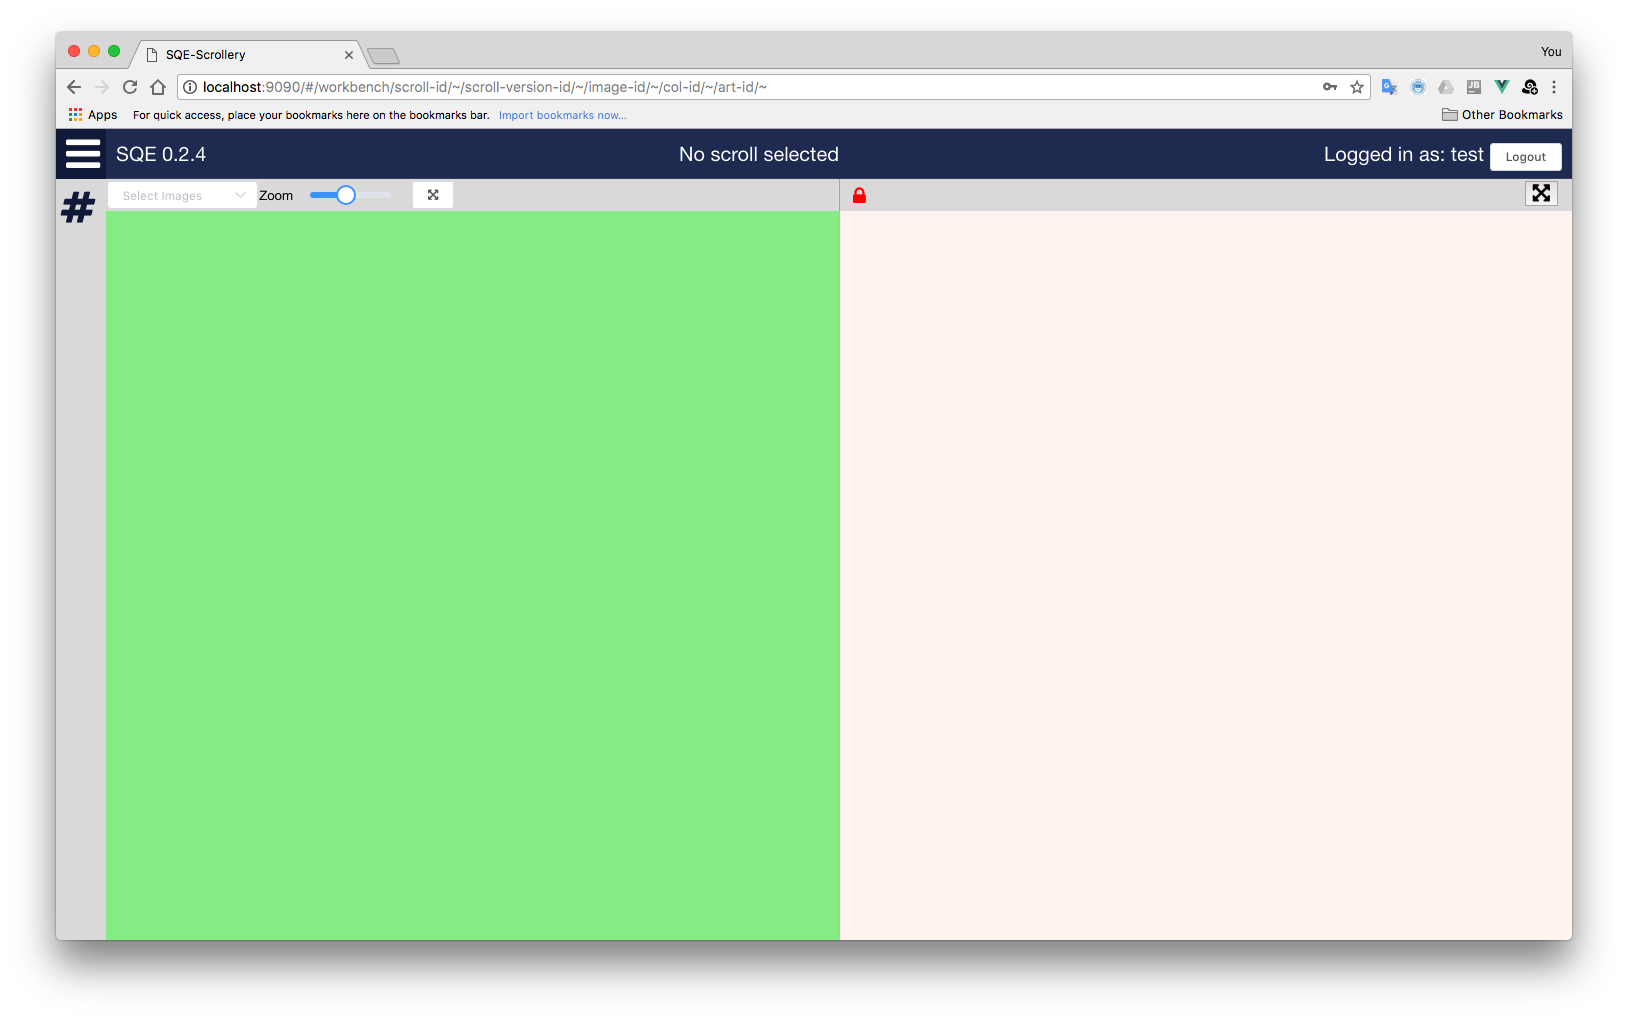 SQE-Scrollery
You
localhost:9090/#/workbench/scroll-id/~/scroll-version-id/~/image-id/~/col-id/~/art-id/~
Apps For quick access, place your bookmarks here on the bookmarks bar. Import bookmarks now... Other Bookmarks
SQE 0.2.4 No scroll selected Logged in as: test Logout
# Select Images Zoom